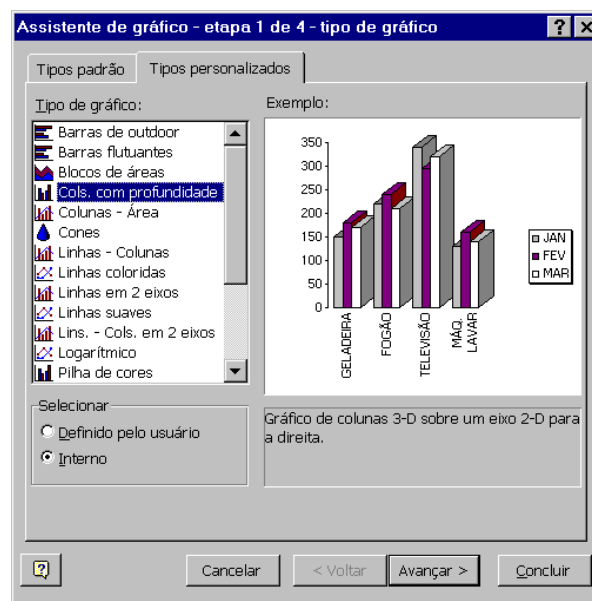 Assistente de gráfico - etapa 1 de 4 - tipo de gráfico
Tipos padrão
Tipos personalizados
Tipo de gráfico:
Barras de outdoor
Barras flutuantes
Blocos de áreas
Cols. com profundidade
Colunas - Área
Cones
Linhas - Colunas
Linhas coloridas
Linhas em 2 eixos
Linhas suaves
Lins. - Cols. em 2 eixos
Logarítmico
Pilha de cores
Selecionar
Definido pelo usuário
Interno
Exemplo:
350
300
250
200
150
100
50
0
GELADEIRA
FOGÃO
TELEVISÃO
MÁQ.
LAVAR
JAN
FEV
MAR
Gráfico de colunas 3-D sobre um eixo 2-D para
a direita.
Cancelar
< Voltar
Avançar >
Concluir